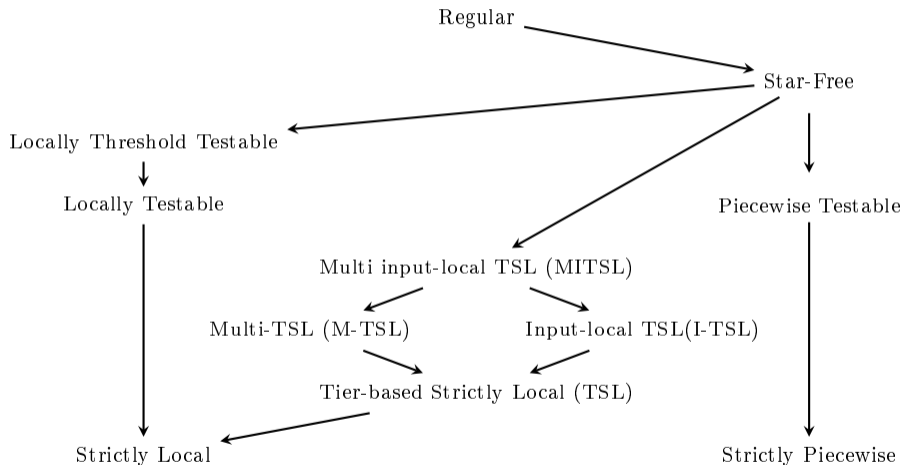 Regular
Star-Free
Locally Threshold Testable
Locally Testable
Piecewise Testable
Multi input-local TSL (MITSL)
Multi-TSL (M-TSL)
Input-local TSL(I-TSL)
Tier-based Strictly Local (TSL)
Strictly Local
Strictly Piecewise